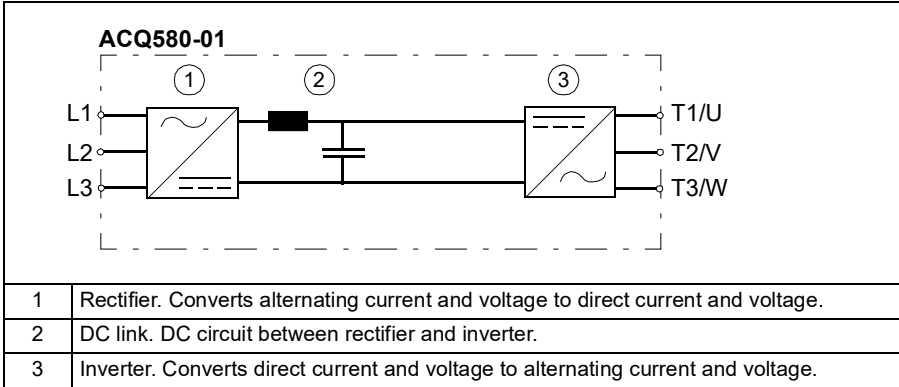 ACQ580-01
1 2 3
L1 T1/U
L2 T2/V
L3 T3/W
1 Rectifier. Converts alternating current and voltage to direct current and voltage.
2 DC link. DC circuit between rectifier and inverter.
3 Inverter. Converts direct current and voltage to alternating current and voltage.